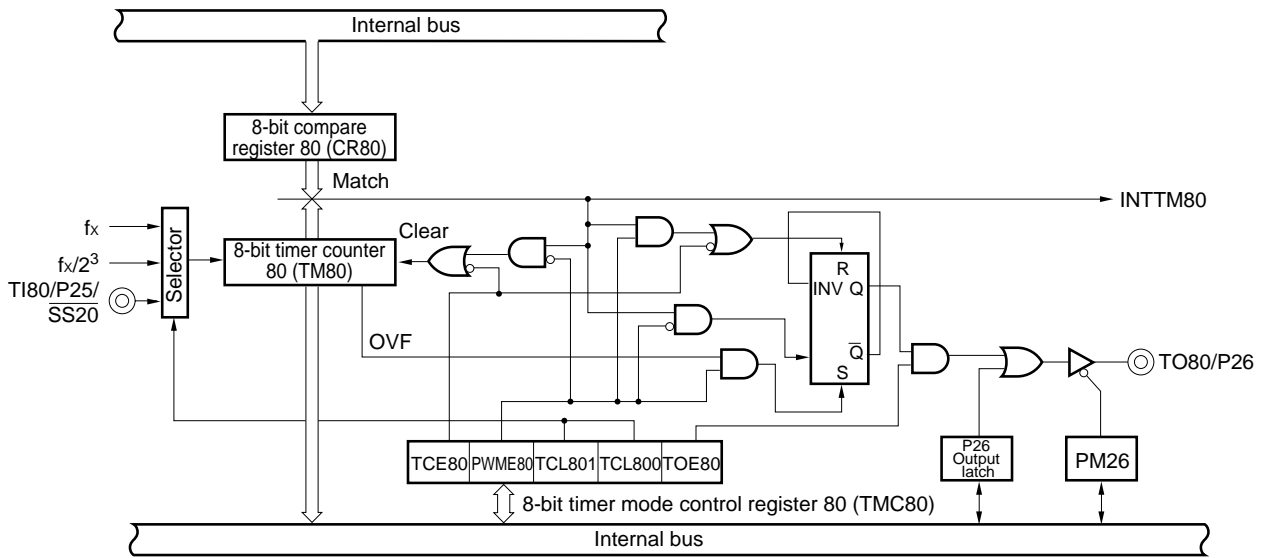 Internal bus
8-bit compare
register 80 (CR80)
Match
INTTM80
fX
Selector
Clear
8-bit timer counter
80 (TM80)
fX/2³
TI80/P25/
SS20
R
INV Q
Q
S
OVF
TO80/P26
TCE80 PWME80 TCL801 TCL800 TOE80
P26
Output
latch
PM26
8-bit timer mode control register 80 (TMC80)
Internal bus